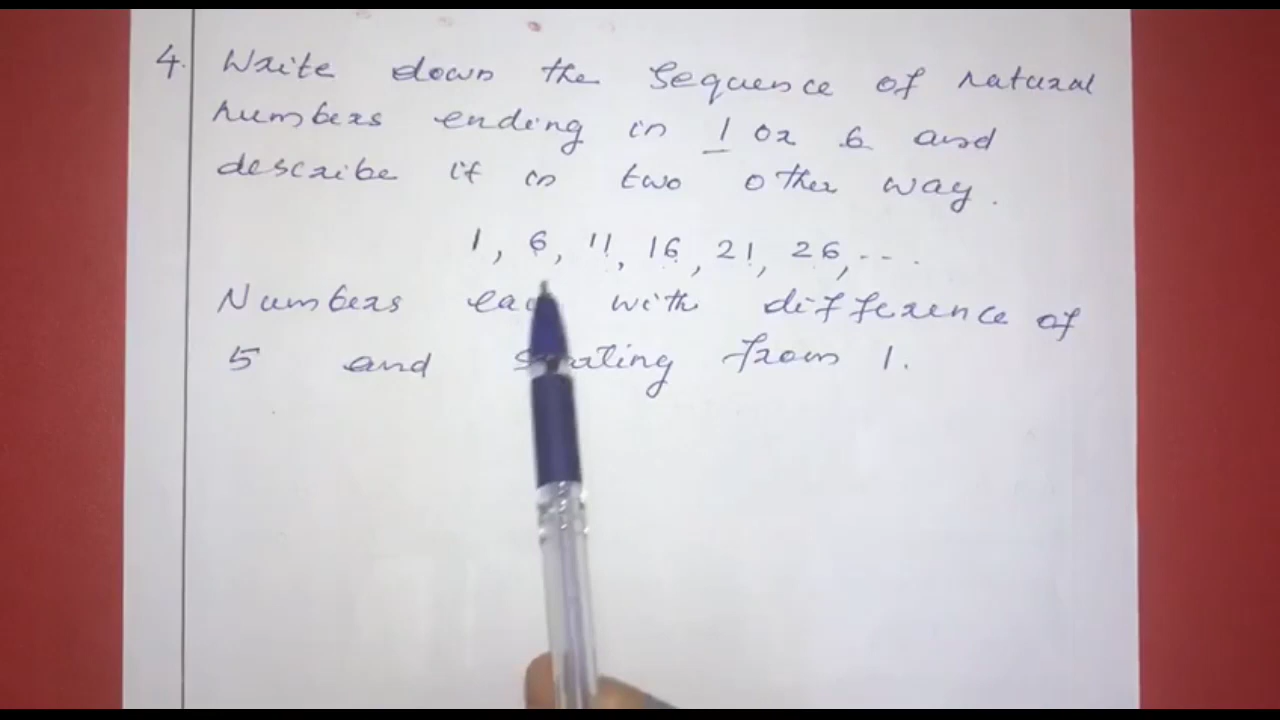 4. Write down the sequence of natural
numbers ending in 1 or 6 and
describe it in two other way.
1, 6, 11, 16, 21, 26, ...
Numbers with difference of
5 and from 1.